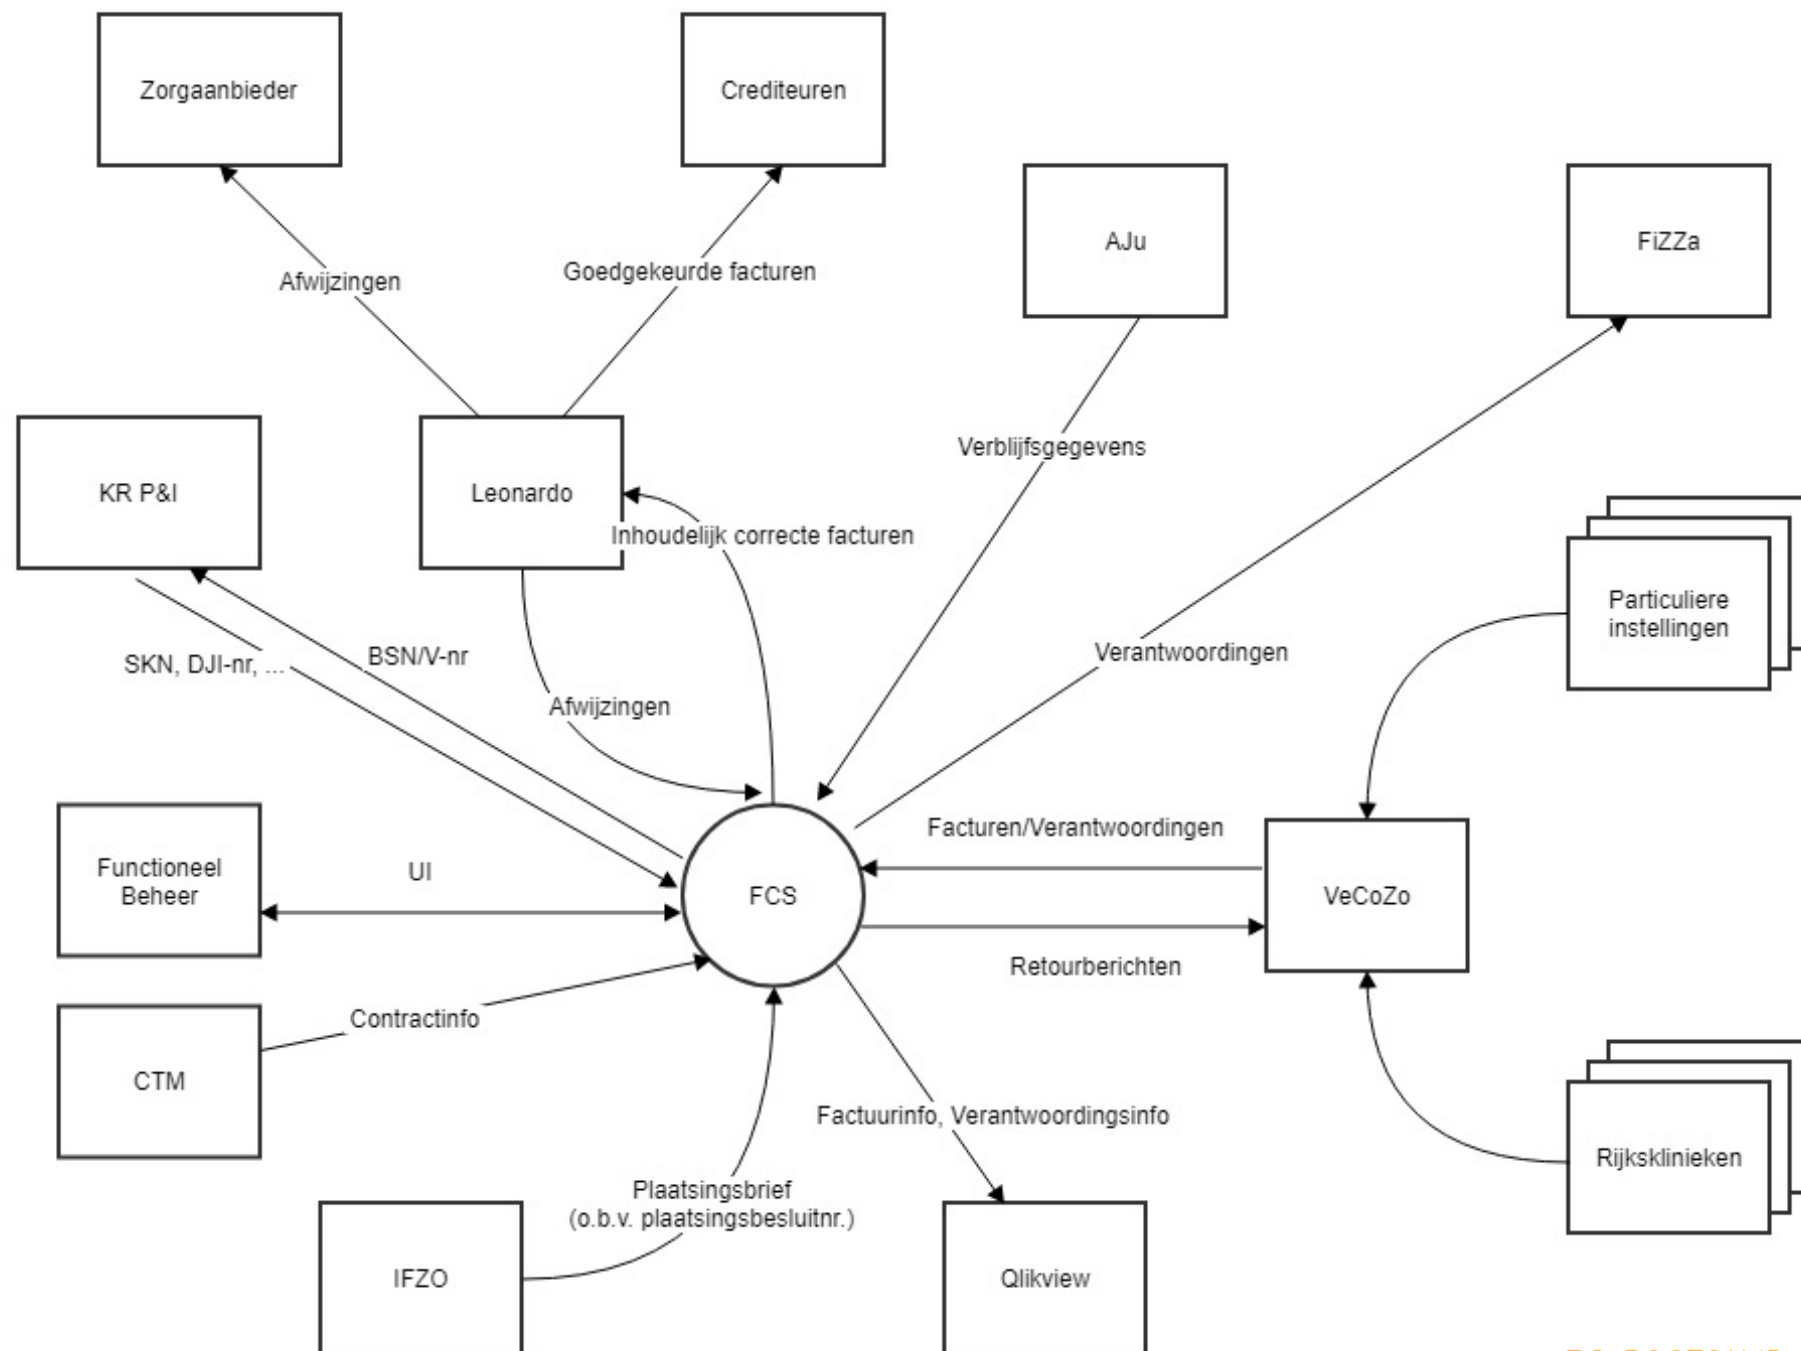 Zorgaanbieder
Crediteuren
AJu
FiZZa
Afwijzingen
Goedgekeurde facturen
Verblijfsgegevens
KR P&I
Leonardo
Inhoudelijk correcte facturen
Particuliere
instellingen
SKN, DJI-nr, ...
BSN/V-nr
Afwijzingen
Verantwoordingen
Functioneel
Beheer
UI
FCS
Facturen/Verantwoordingen
VeCoZo
Retourberichten
Contractinfo
CTM
Factuurinfo, Verantwoordingsinfo
Rijksklinieken
Plaatsingsbrief
(o.b.v. plaatsingsbesluitnr.)
IFZO
Qlikview